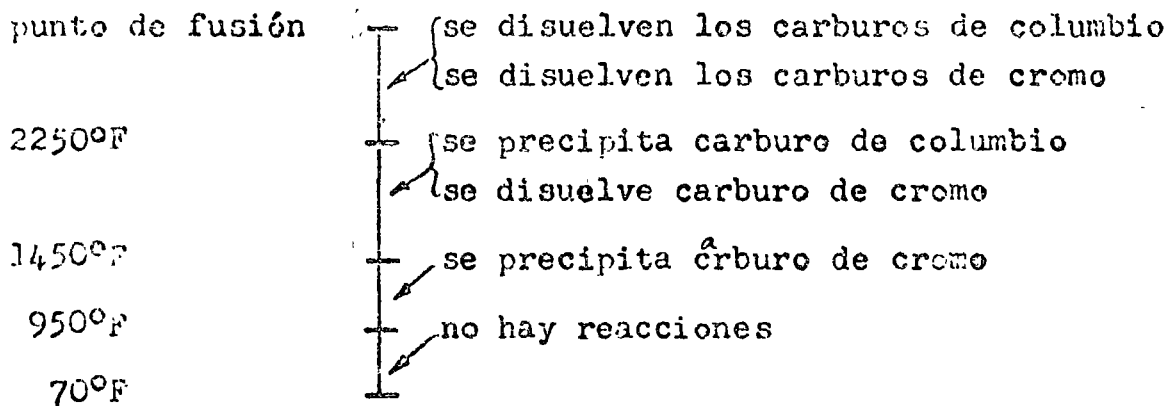 punto de fusión se disuelven los carburos de columbio
se disuelven los carburos de cromo
2250°F se precipita carburo de columbio
se disuelve carburo de cromo
1450°F se precipita carburo de cromo
950°F no hay reacciones
70°F